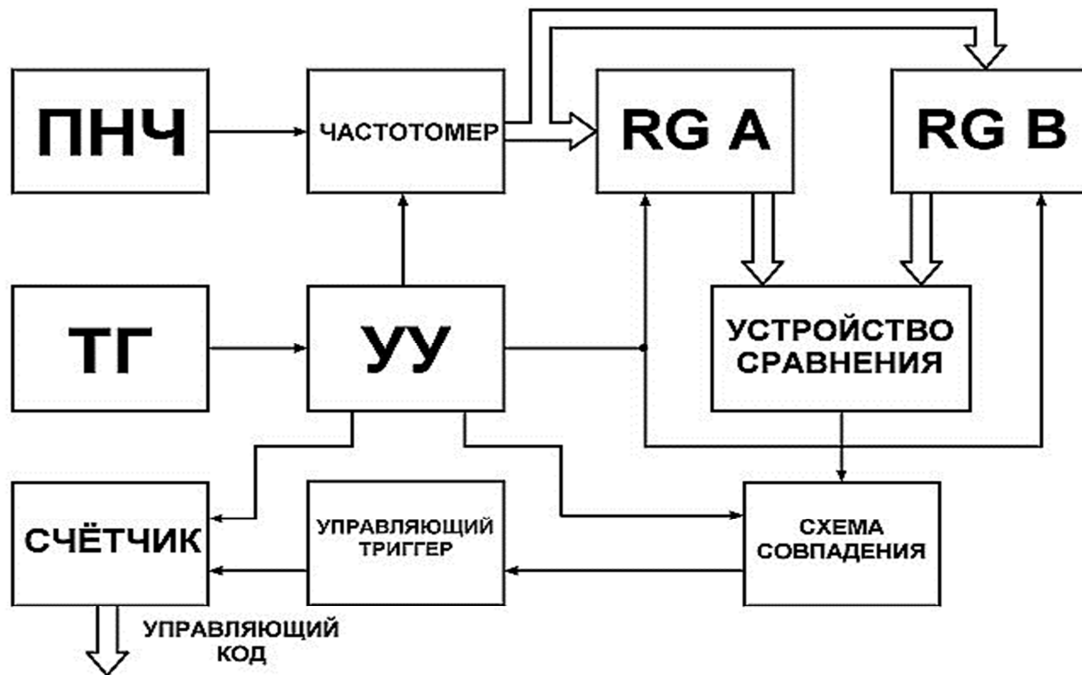 ПНЧ
ЧАСТОТОМЕР
RG A
RG B
ТГ
УУ
УСТРОЙСТВО
СРАВНЕНИЯ
СЧЁТЧИК
УПРАВЛЯЮЩИЙ
ТРИГГЕР
СХЕМА
СОВПАДЕНИЯ
УПРАВЛЯЮЩИЙ
КОД